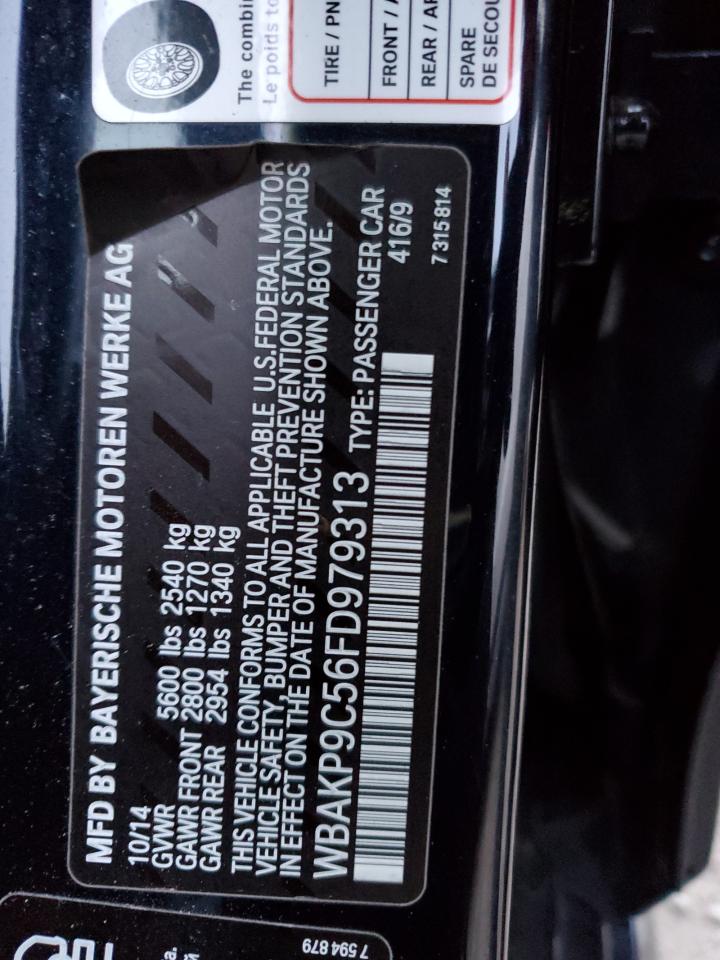 MFD BY BAYERISCHE MOTOREN WERKE AG
10/14
GVWR 5600 lbs 2540 kg
GAWR FRONT 2800 lbs 1270 kg
GAWR REAR 2954 lbs 1340 kg
THIS VEHICLE CONFORMS TO ALL APPLICABLE U.S.FEDERAL MOTOR
VEHICLE SAFETY, BUMPER AND THEFT PREVENTION STANDARDS
IN EFFECT ON THE DATE OF MANUFACTURE SHOWN ABOVE.
WBAKP9C56FD979313 TYPE: PASSENGER CAR
416/9
7 315 814
The combin
Le poids to
TIRE / PN
FRONT / A
REAR / AR
SPARE
DE SECOU
7 594 879